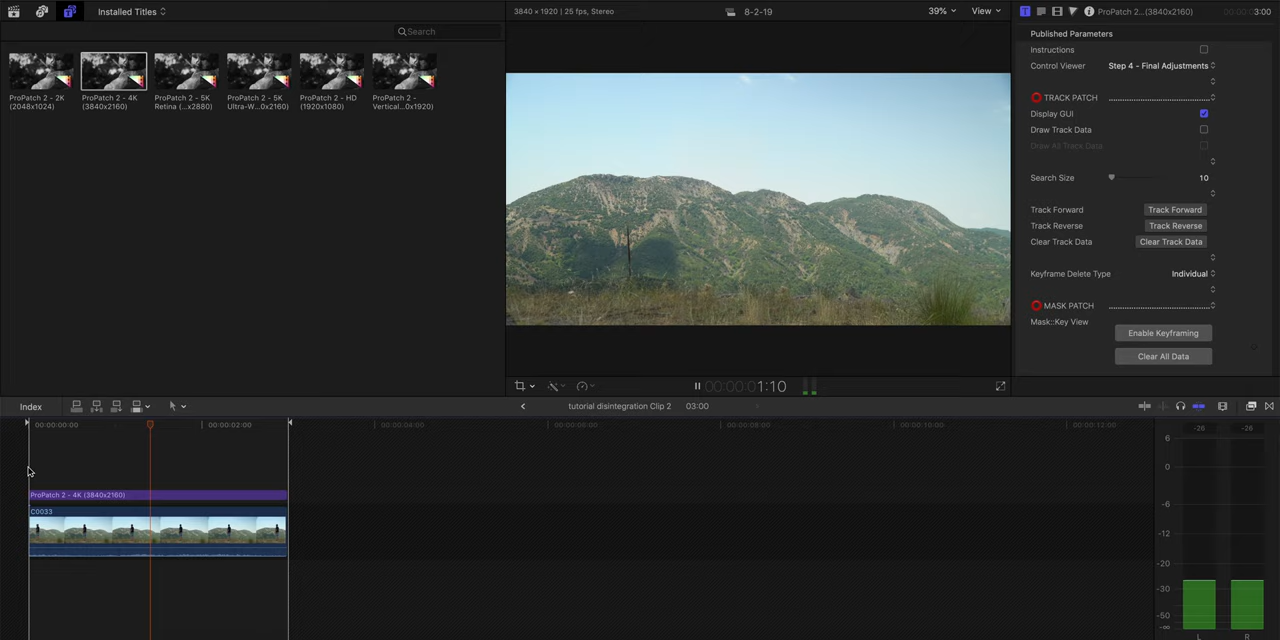 Installed Titles
Search
ProPatch 2 - 2K
(2048x1024)
ProPatch 2 - 4K
(3840x2160)
ProPatch 2 - 5K
Retina (...x2880)
ProPatch 2 - 5K
Ultra-W...0x2160)
ProPatch 2 - HD
(1920x1080)
ProPatch 2 -
Vertical...0x1920)
3840 × 1920 | 25 fps, Stereo
8-2-19
39%
View
00:00:00:01:10
ProPatch 2...(3840x2160)
3:00
Published Parameters
Instructions
Control Viewer
Step 4 - Final Adjustments
TRACK PATCH
Display GUI
Draw Track Data
Draw All Track Data
Search Size
10
Track Forward
Track Forward
Track Reverse
Track Reverse
Clear Track Data
Clear Track Data
Keyframe Delete Type
Individual
MASK PATCH
Mask::Key View
Enable Keyframing
Clear All Data
Index
tutorial disintegration Clip 2
03:00
00:00:00:00
00:00:02:00
00:00:04:00
00:00:06:00
00:00:08:00
00:00:10:00
00:00:12:00
ProPatch 2 - 4K (3840x2160)
C0033
-26
-26
6
0
-6
-12
-20
-30
-50
-∞
L
R